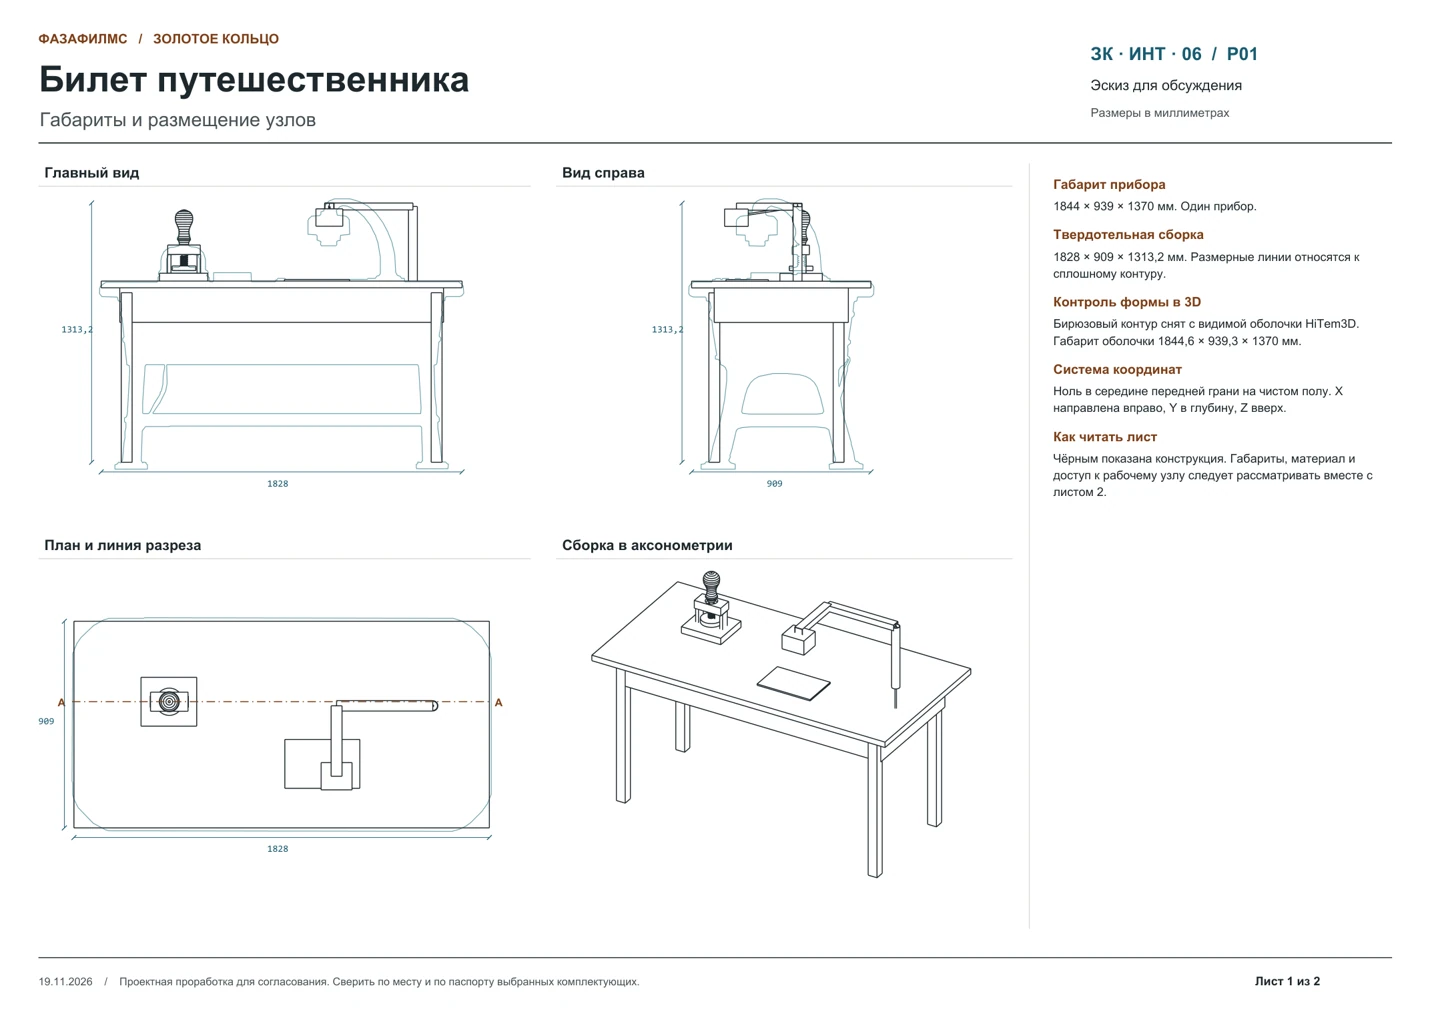 ФАЗАФИЛМС / ЗОЛОТОЕ КОЛЬЦО
Билет путешественника
Габариты и размещение узлов
ЗК · ИНТ · 06 / Р01
Эскиз для обсуждения
Размеры в миллиметрах
Главный вид
1313,2
1828
Вид справа
1313,2
909
План и линия разреза
А
А
909
1828
Сборка в аксонометрии
Габарит прибора
1844 × 939 × 1370 мм. Один прибор.
Твердотельная сборка
1828 × 909 × 1313,2 мм. Размерные линии относятся к
сплошному контуру.
Контроль формы в 3D
Бирюзовый контур снят с видимой оболочки HiTem3D.
Габарит оболочки 1844,6 × 939,3 × 1370 мм.
Система координат
Ноль в середине передней грани на чистом полу. X
направлена вправо, Y в глубину, Z вверх.
Как читать лист
Чёрным показана конструкция. Габариты, материал и
доступ к рабочему узлу следует рассматривать вместе с
листом 2.
19.11.2026 / Проектная проработка для согласования. Сверить по месту и по паспорту выбранных комплектующих.
Лист 1 из 2